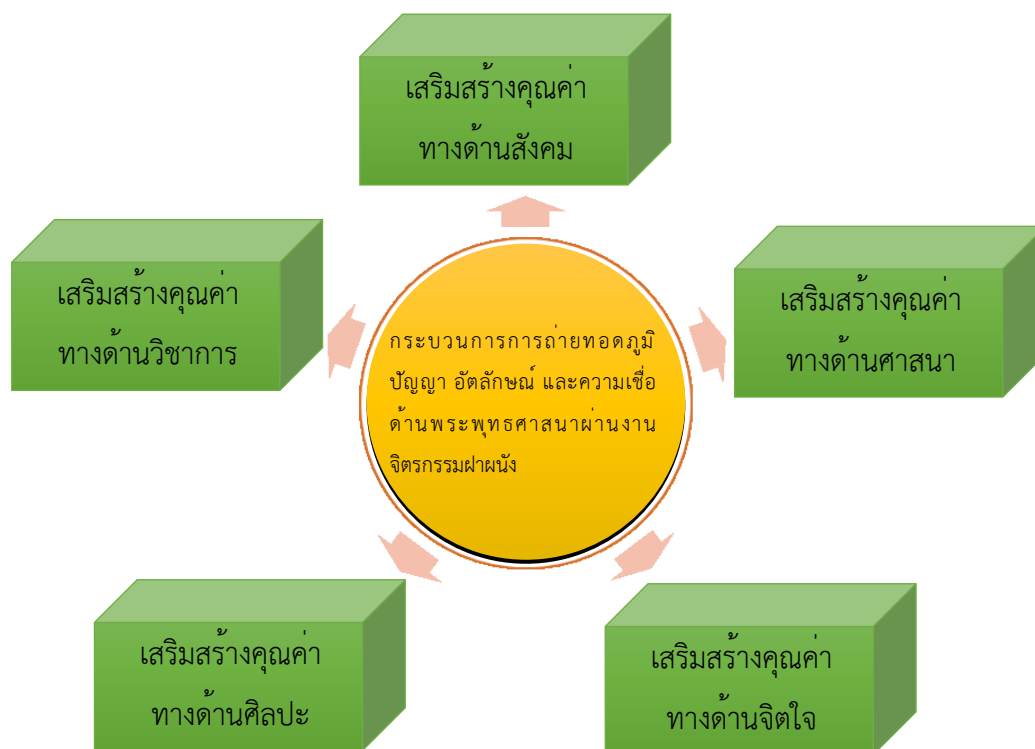 เสริมสร้างคุณค่า
ทางด้านสังคม
เสริมสร้างคุณค่า
ทางด้านวิชาการ
เสริมสร้างคุณค่า
ทางด้านศาสนา
กระบวนการการถ่ายทอดภูมิ
ปัญญา อัตลักษณ์ และความเชื่อ
ด้านพระพุทธศาสนาผ่านงาน
จิตรกรรมฝาผนัง
เสริมสร้างคุณค่า
ทางด้านศิลปะ
เสริมสร้างคุณค่า
ทางด้านจิตใจ